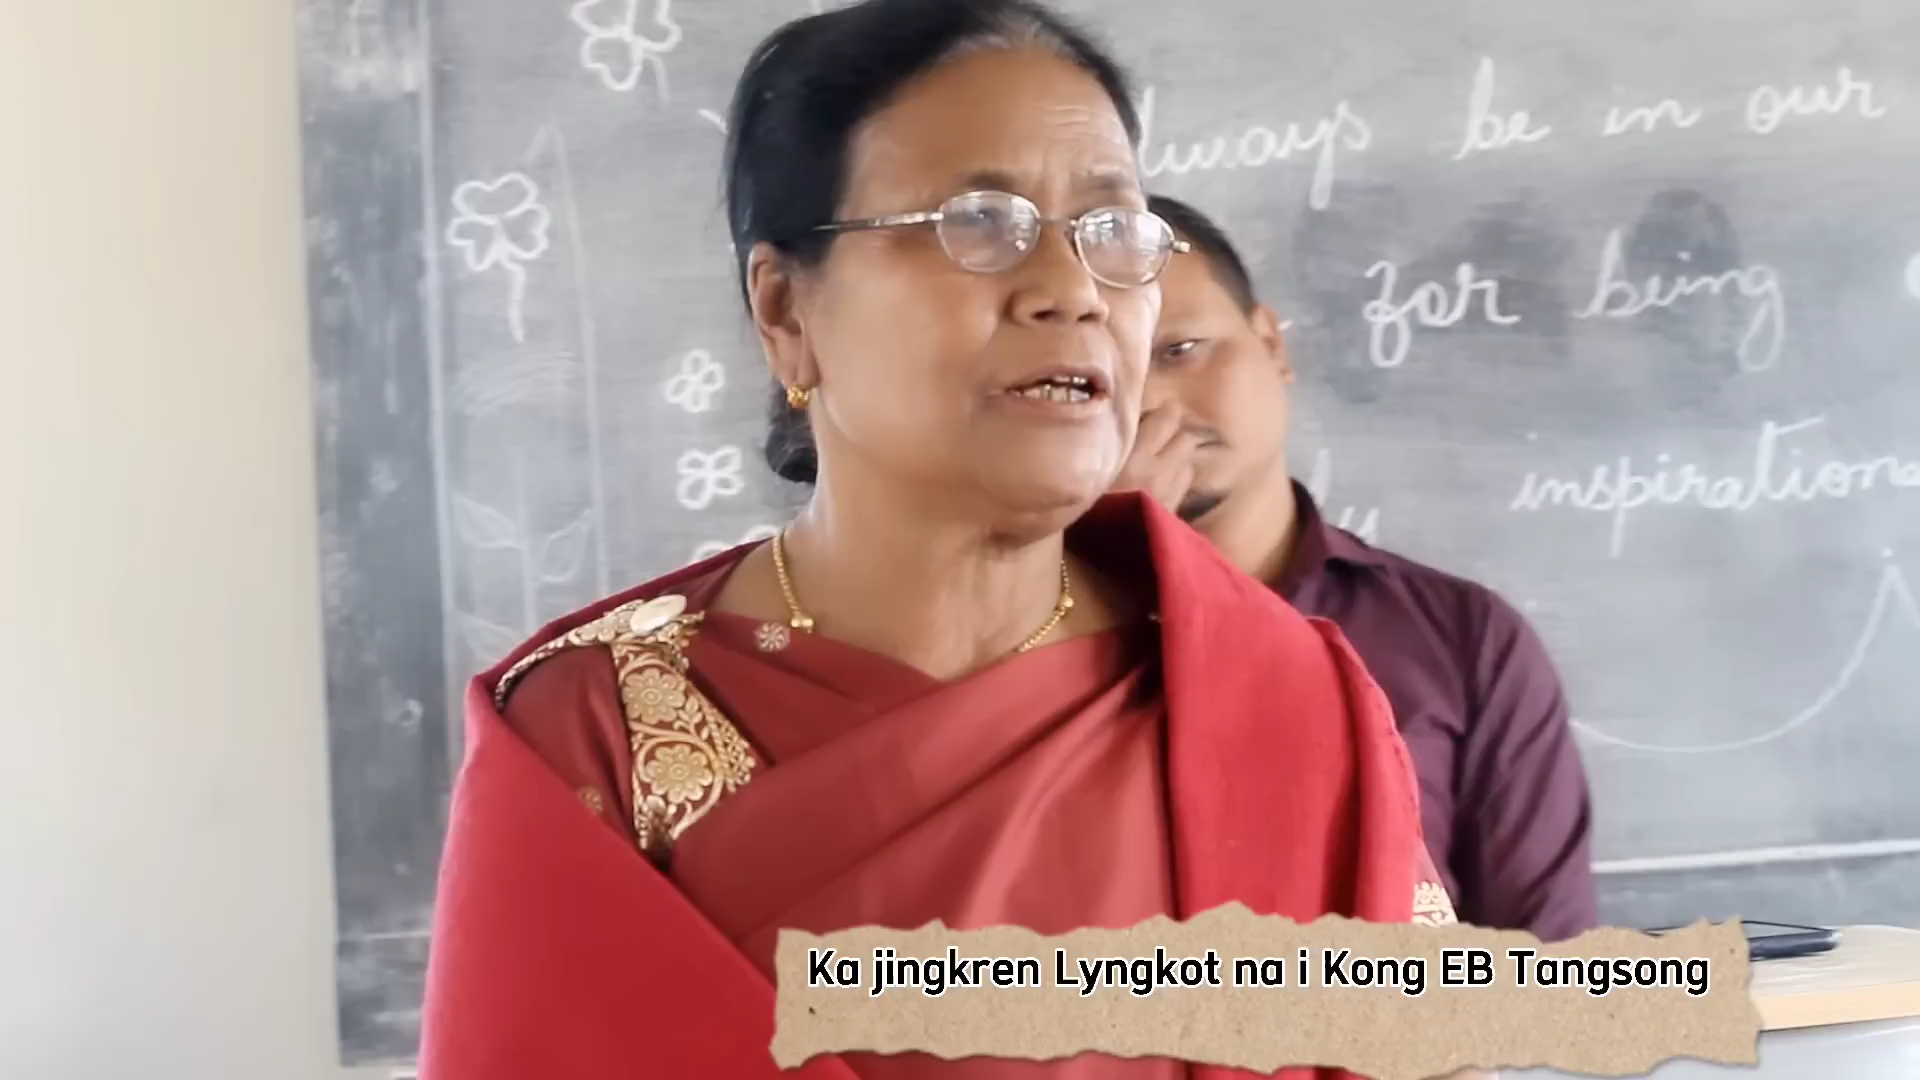 always be in our
for being
inspiration
Ka jingkren Lyngkot na i Kong EB Tangsong